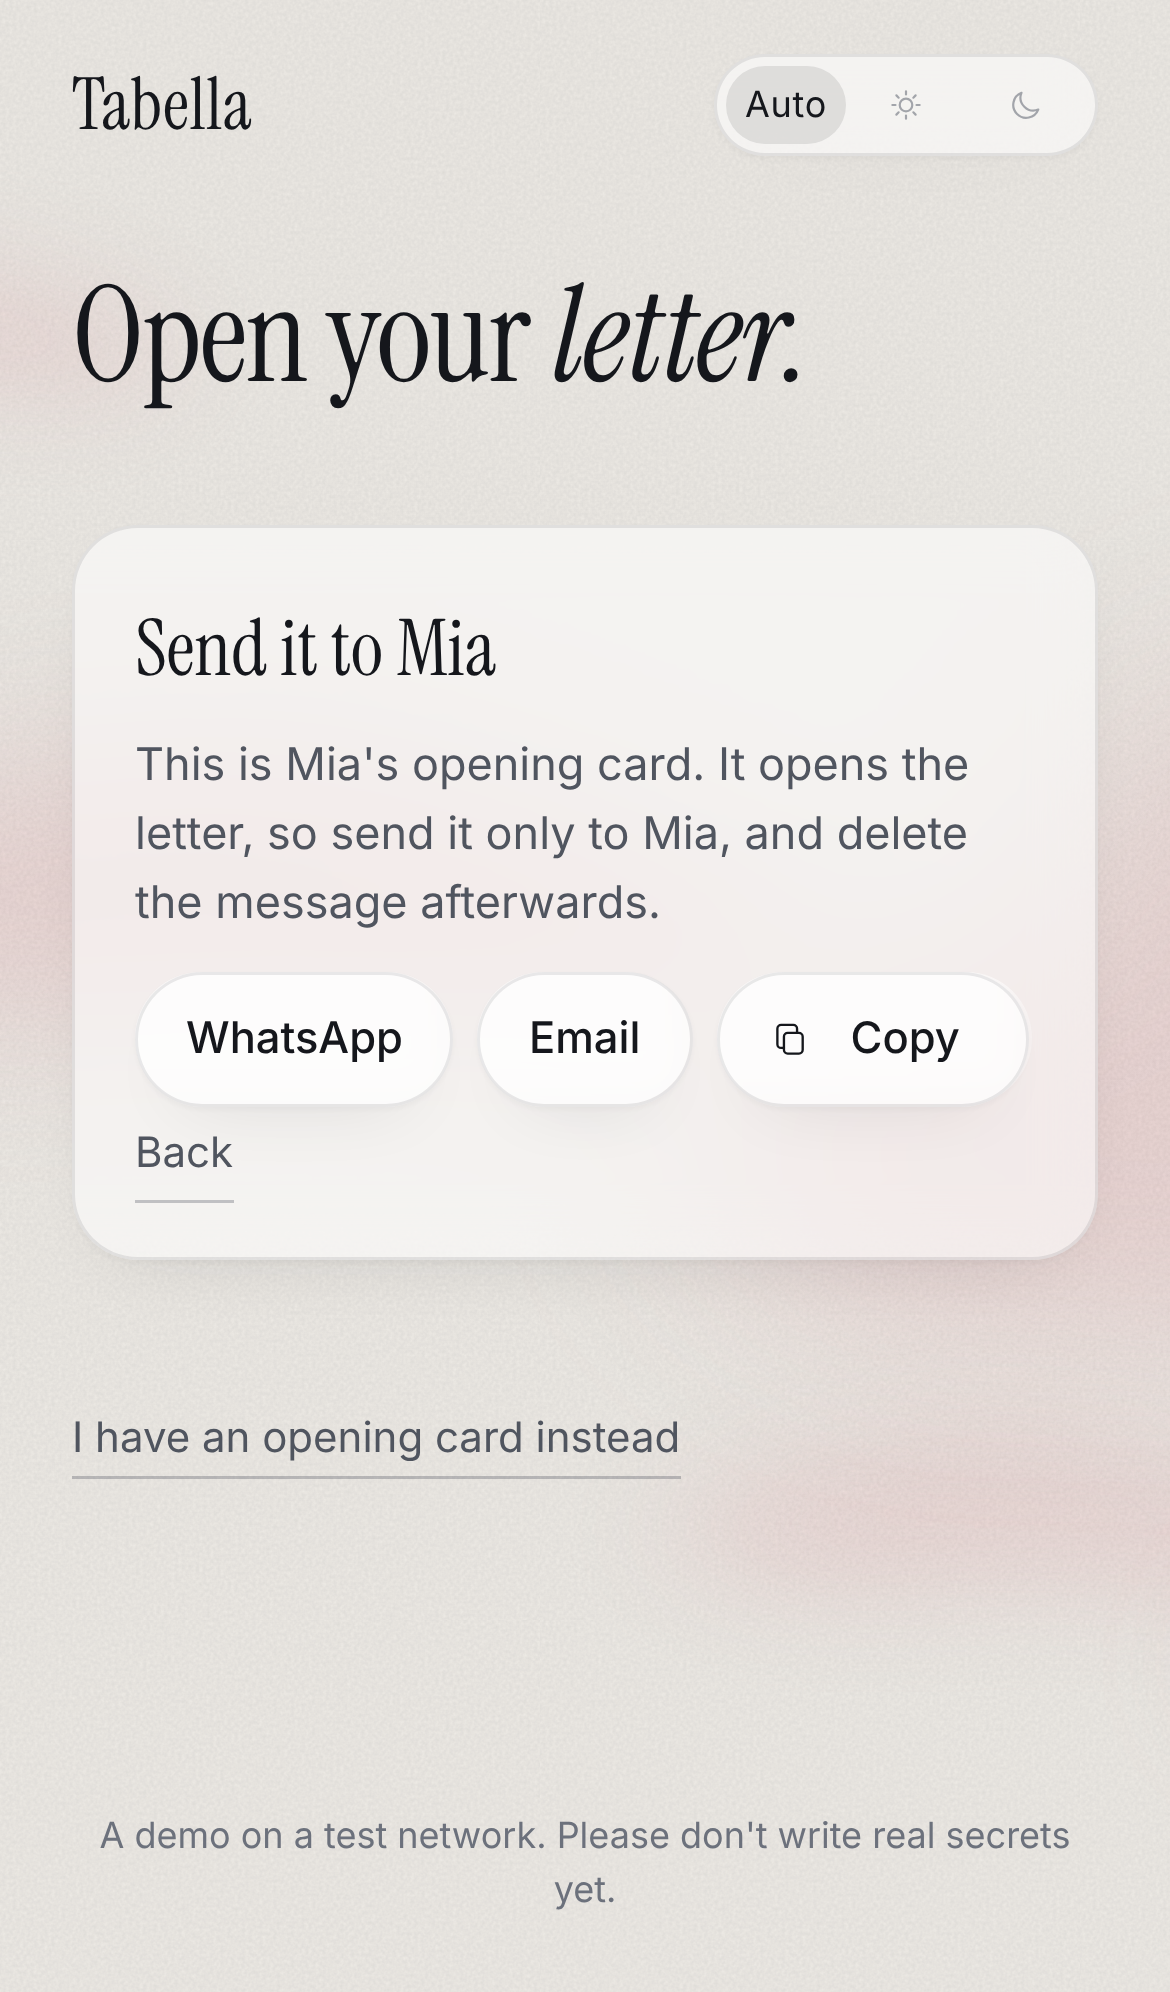 Tabella
Auto
Open your letter.
Send it to Mia
This is Mia's opening card. It opens the
letter, so send it only to Mia, and delete
the message afterwards.
WhatsApp
Email
Copy
Back
I have an opening card instead
A demo on a test network. Please don't write real secrets
yet.